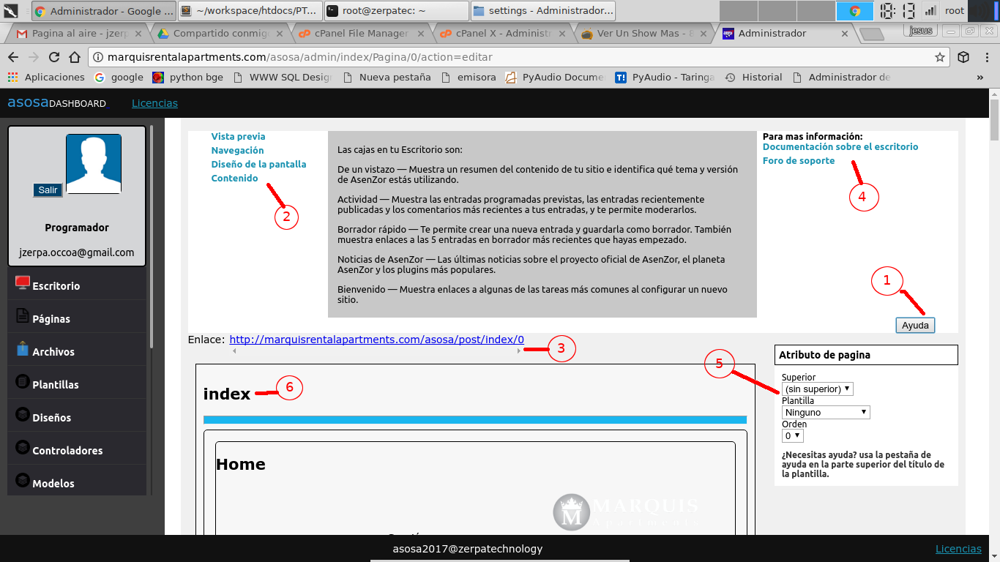 Administrador - Google ...
~/workspace/htdocs/PT...
root@zerpatec: ~
settings - Administrador...
18:13
root
Pagina al aire - jzerp
Compartido conmig
cPanel File Manager
cPanel X - Administr
Ver Un Show Mas - 8
Administrador
jesus
marquisrentalapartments.com/asosa/admin/index/Pagina/0/action=editar
Aplicaciones
google
python bge
WWW SQL Desig
Nueva pestaña
emisora
PyAudio Docume
PyAudio - Taringa
Historial
Administrador de
»
asosaDASHBOARD
Licencias
Salir
Programador
jzerpa.occoa@gmail.com
Escritorio
Páginas
Archivos
Plantillas
Diseños
Controladores
Modelos
Vista previa
Navegación
Diseño de la pantalla
Contenido
2
Las cajas en tu Escritorio son:
De un vistazo — Muestra un resumen del contenido de tu sitio e identifica qué tema y versión
de AsenZor estás utilizando.
Actividad — Muestra las entradas programadas previstas, las entradas recientemente
publicadas y los comentarios más recientes a tus entradas, y te permite moderarlos.
Borrador rápido — Te permite crear una nueva entrada y guardarla como borrador. También
muestra enlaces a las 5 entradas en borrador más recientes que hayas empezado.
Noticias de AsenZor — Las últimas noticias sobre el proyecto oficial de AsenZor, el planeta
AsenZor y los plugins más populares.
Bienvenido — Muestra enlaces a algunas de las tareas más comunes al configurar un nuevo
sitio.
Para mas información:
Documentación sobre el escritorio
Foro de soporte
4
1
Ayuda
Enlace: http://marquisrentalapartments.com/asosa/post/index/0
3
index
6
Home
MARQUIS
Apartments
5
Atributo de pagina
Superior
(sin superior)
Plantilla
Ninguno
Orden
0
¿Necesitas ayuda? usa la pestaña de
ayuda en la parte superior del título de
la plantilla.
asosa2017@zerpatechnology
Licencias